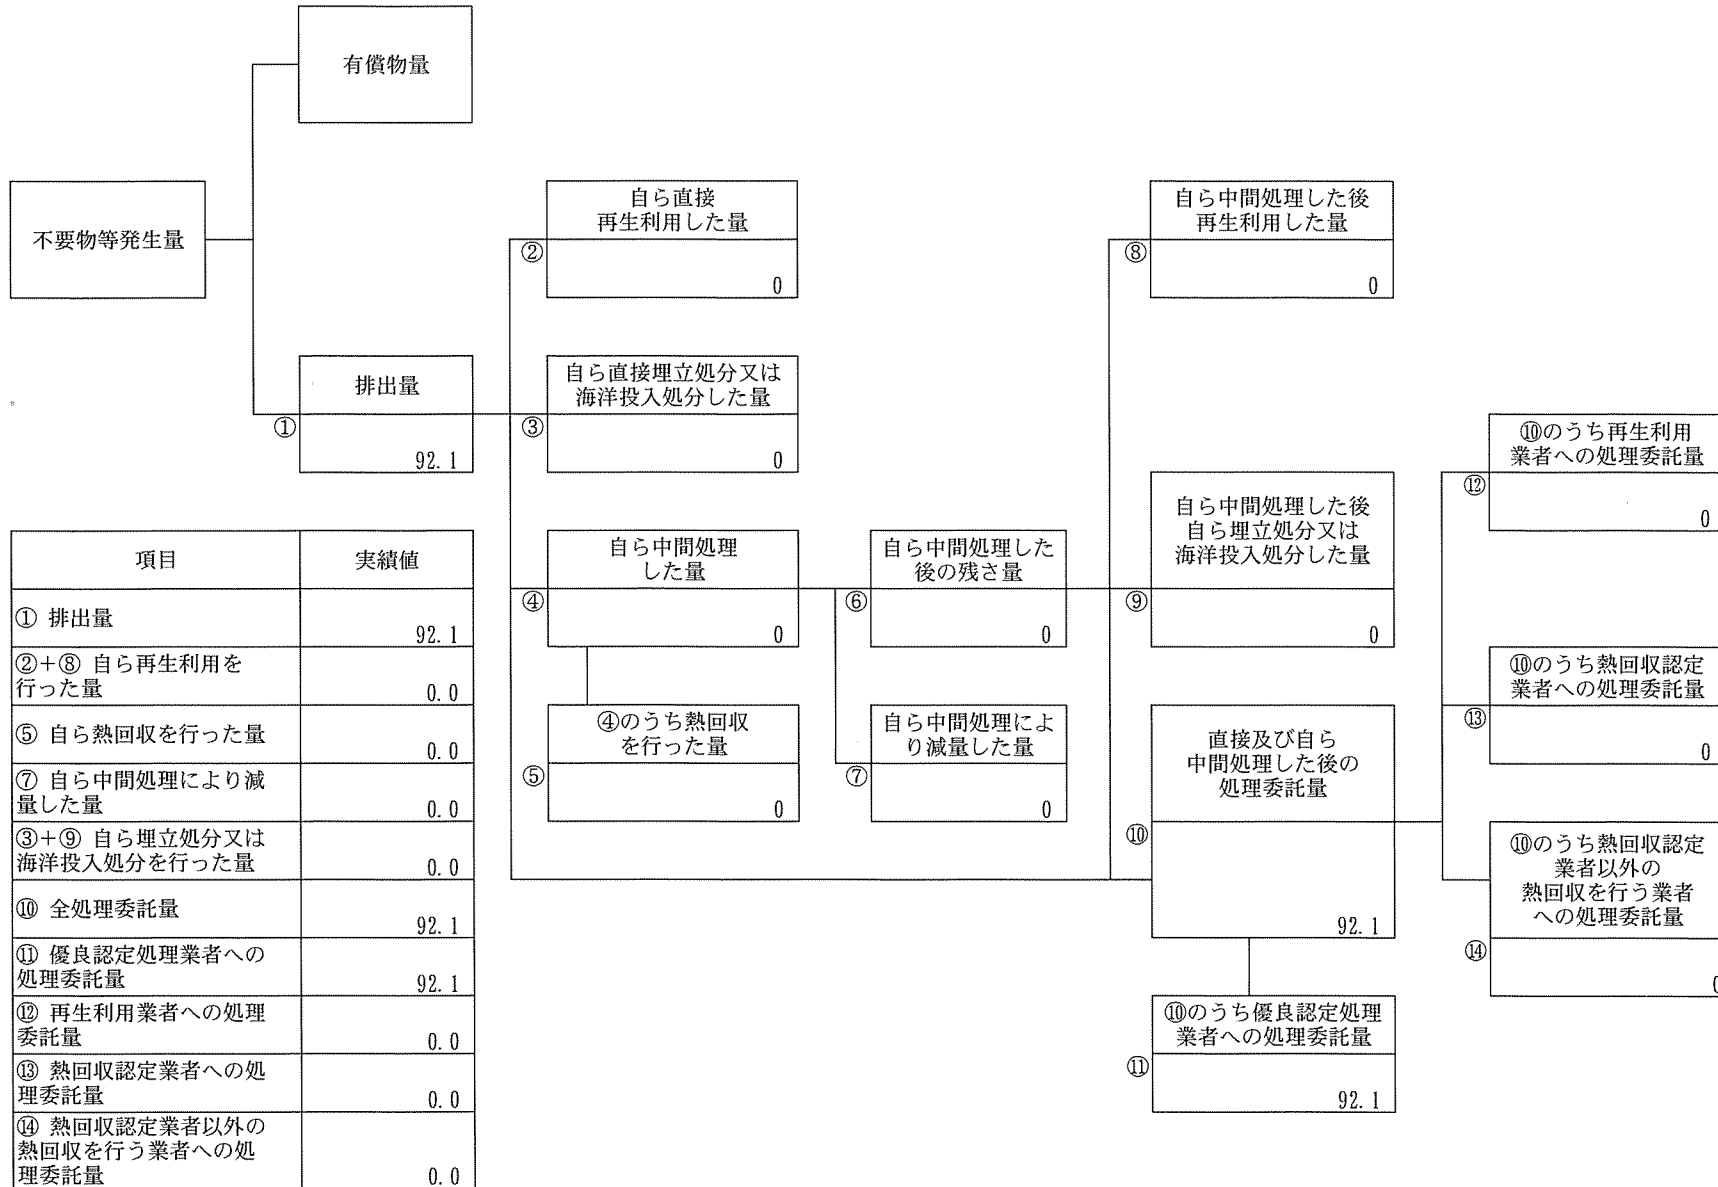 有償物量
不要物等発生量
自ら直接
再生利用した量
②
0
自ら中間処理した後
再生利用した量
⑧
0
排出量
①
92.1
自ら直接埋立処分又は
海洋投入処分した量
③
0
⑩のうち再生利用
業者への処理委託量
⑫
0
自ら中間処理
した量
④
0
自ら中間処理した
後の残さ量
⑥
0
自ら中間処理した後
自ら埋立処分又は
海洋投入処分した量
⑨
0
⑩のうち熱回収認定
業者への処理委託量
⑬
0
④のうち熱回収
を行った量
⑤
0
自ら中間処理によ
り減量した量
⑦
0
直接及び自ら
中間処理した後の
処理委託量
⑩
92.1
⑩のうち熱回収認定
業者以外の
熱回収を行う業者
への処理委託量
⑭
0
⑩のうち優良認定処理
業者への処理委託量
⑪
92.1
項目 実績値
① 排出量
92.1
②+⑧ 自ら再生利用を
行った量
0.0
⑤ 自ら熱回収を行った量
0.0
⑦ 自ら中間処理により減
量した量
0.0
③+⑨ 自ら埋立処分又は
海洋投入処分を行った量
0.0
⑩ 全処理委託量
92.1
⑪ 優良認定処理業者への
処理委託量
92.1
⑫ 再生利用業者への処理
委託量
0.0
⑬ 熱回収認定業者への処
理委託量
0.0
⑭ 熱回収認定業者以外の
熱回収を行う業者への処
理委託量
0.0